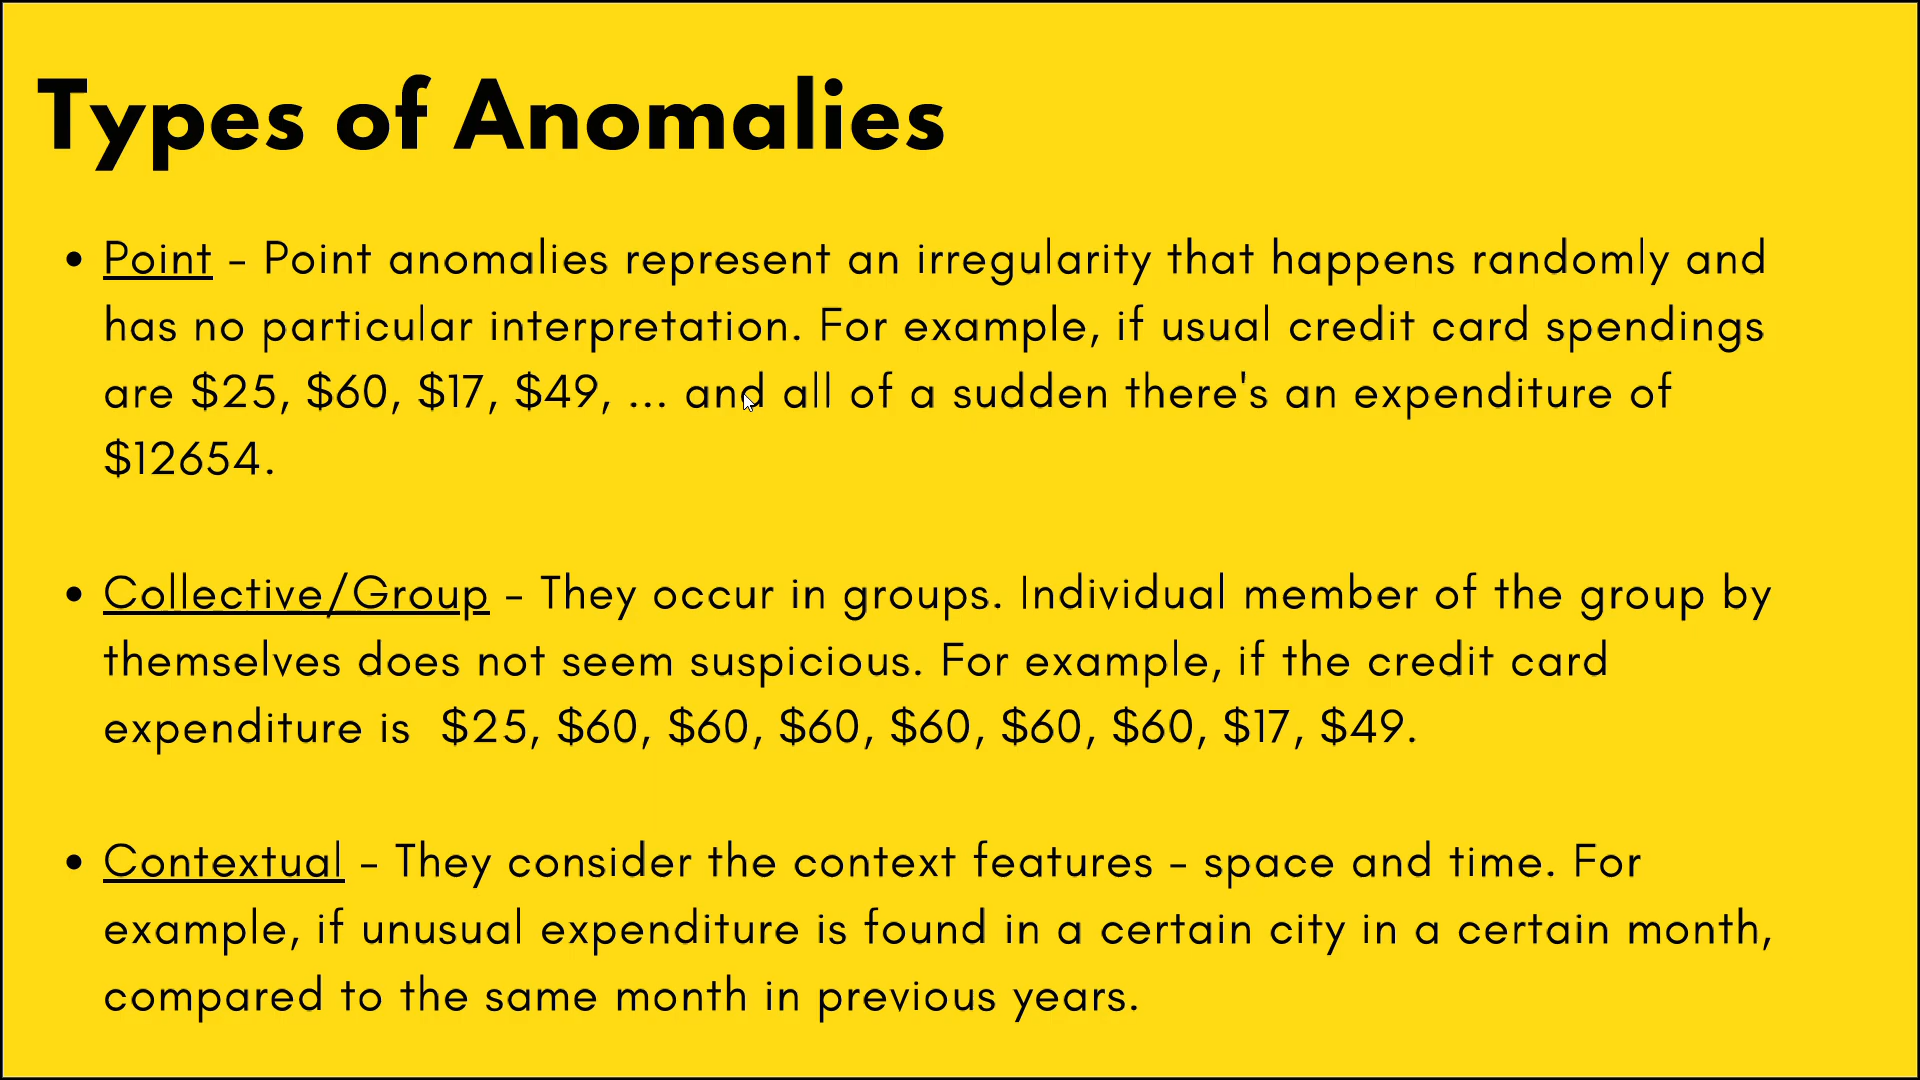 Types of Anomalies
• Point - Point anomalies represent an irregularity that happens randomly and
has no particular interpretation. For example, if usual credit card spendings
are $25, $60, $17, $49, ... and all of a sudden there's an expenditure of
$12654.
• Collective/Group - They occur in groups. Individual member of the group by
themselves does not seem suspicious. For example, if the credit card
expenditure is  $25, $60, $60, $60, $60, $60, $60, $17, $49.
• Contextual - They consider the context features - space and time. For
example, if unusual expenditure is found in a certain city in a certain month,
compared to the same month in previous years.